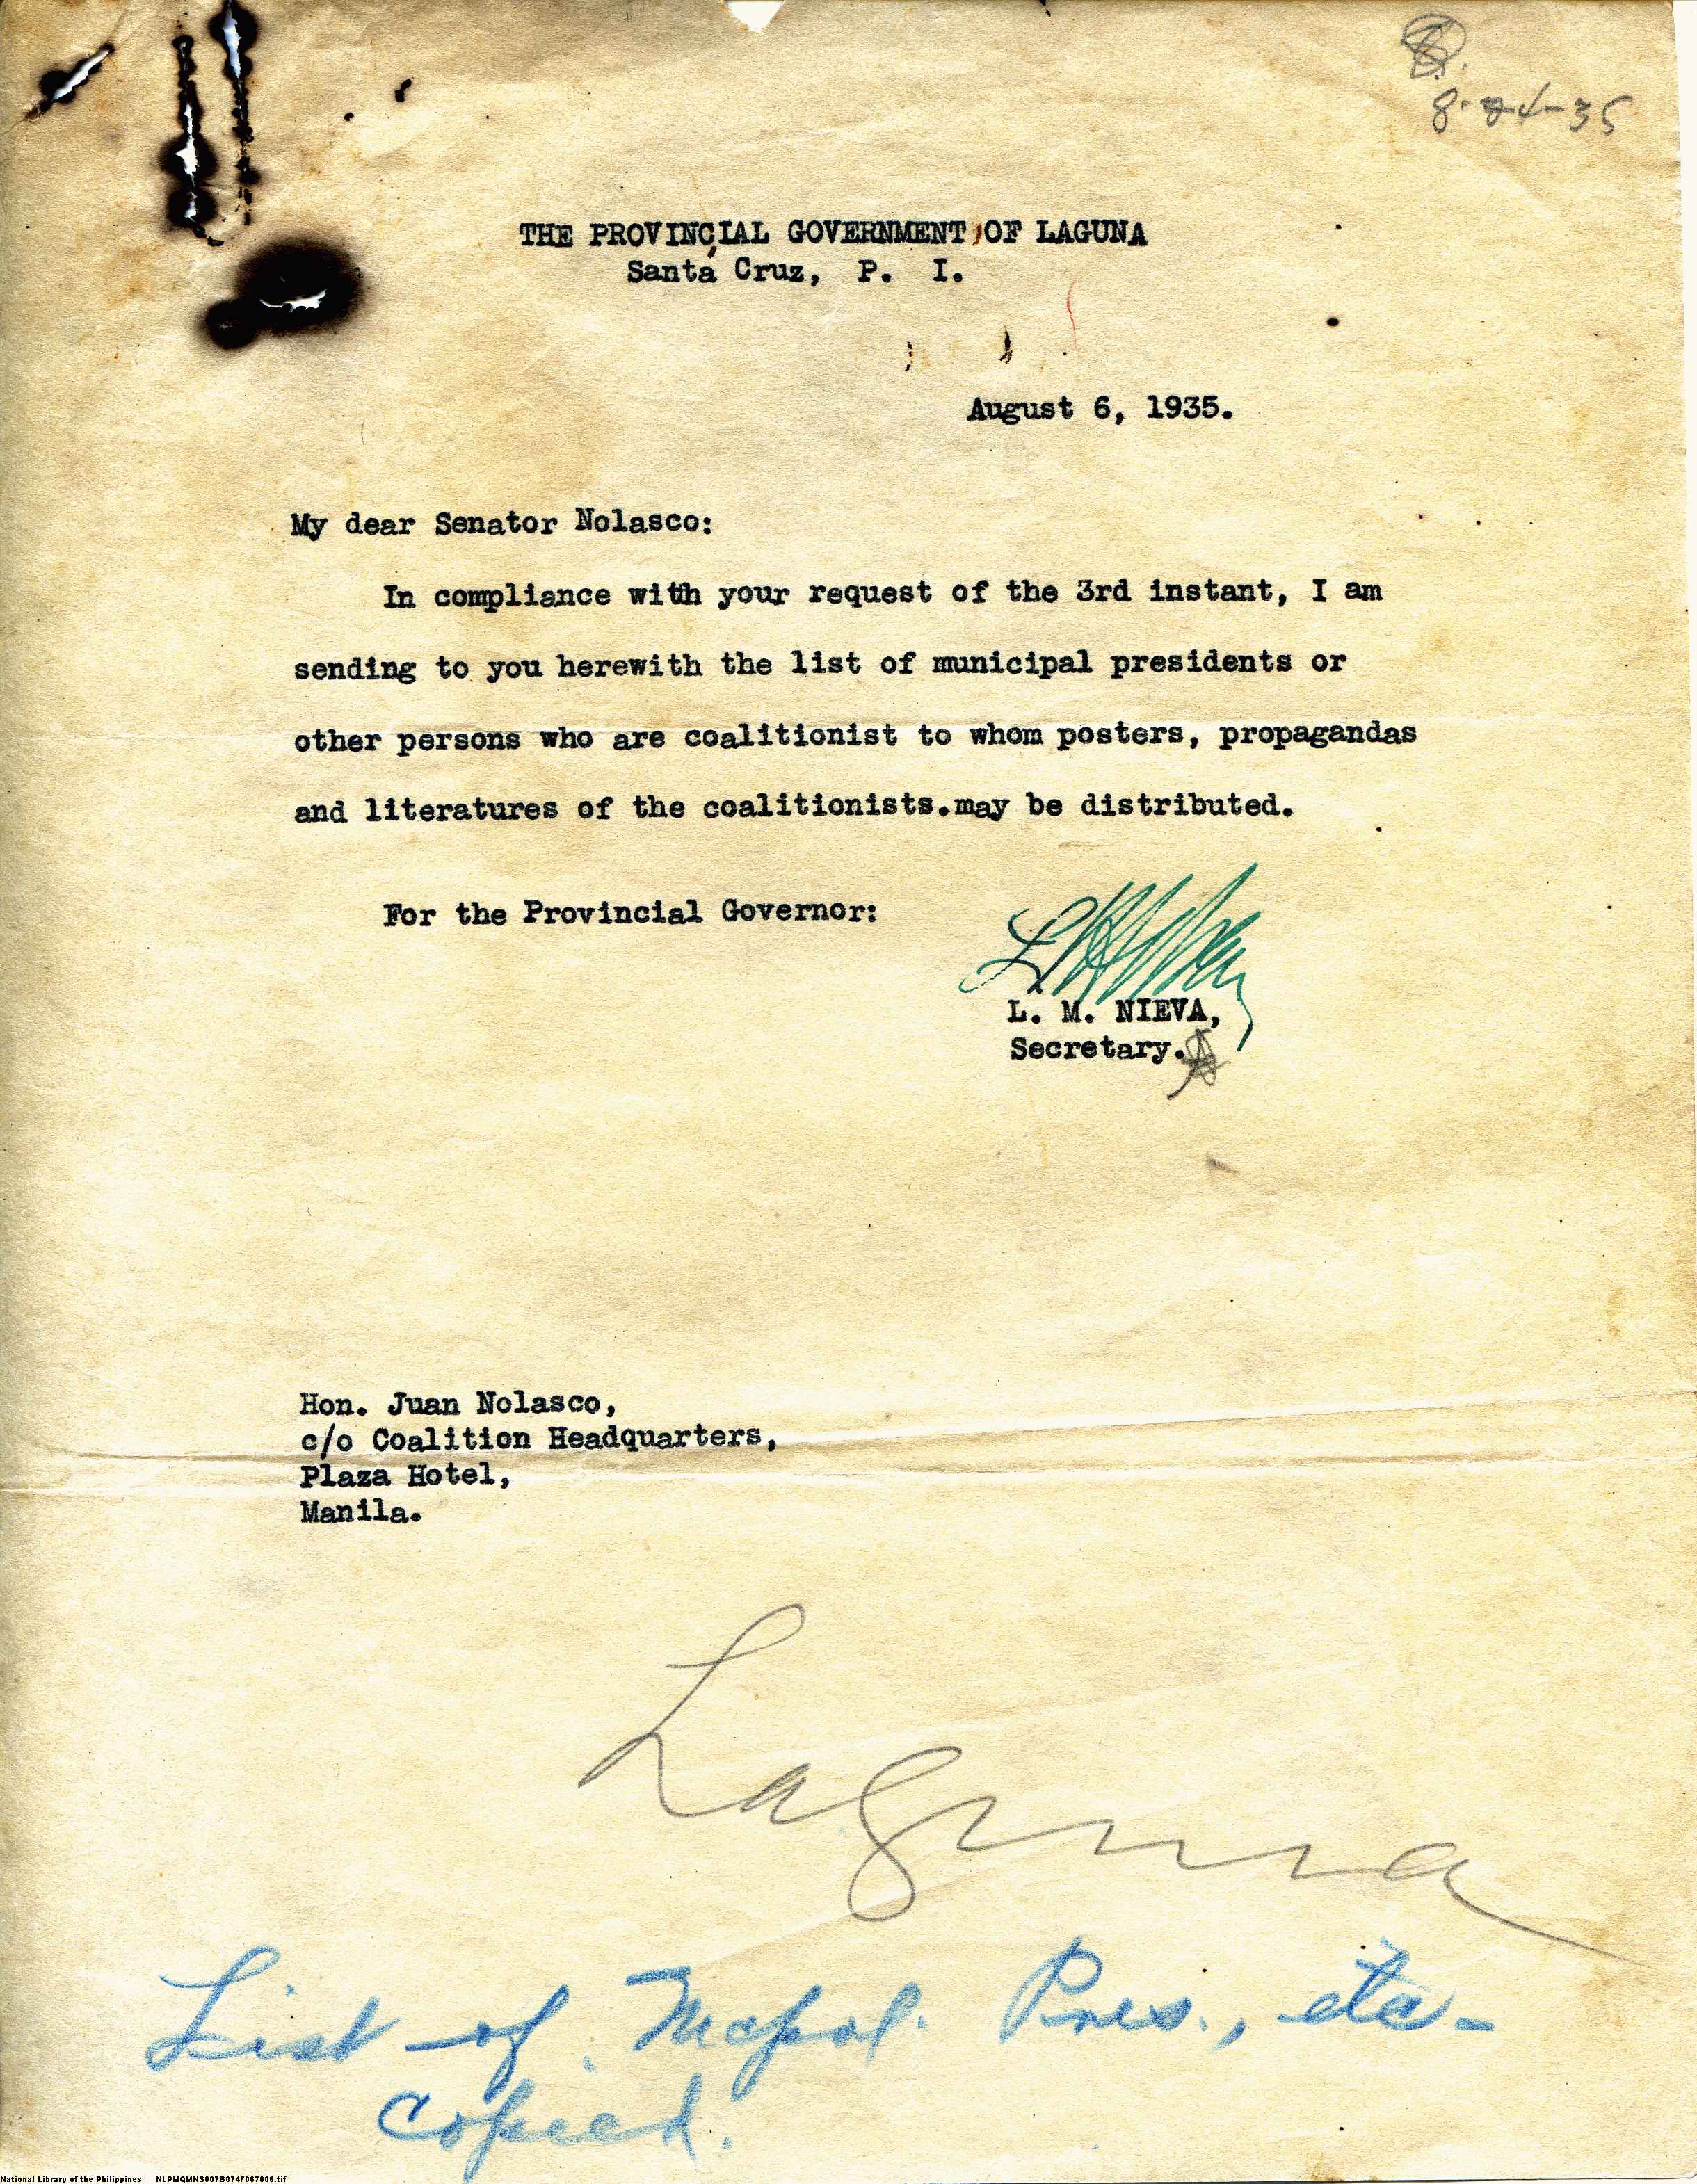 8-24-35
THE PROVINCIAL GOVERNMENT OF LAGUNA
Santa Cruz, P. I.
August 6, 1935.
My dear Senator Nolasco:
In compliance with your request of the 3rd instant, I am
sending to you herewith the list of municipal presidents or
other persons who are coalitionist to whom posters, propagandas
and literatures of the coalitionists.may be distributed.
For the Provincial Governor:
L. M. NIEVA,
Secretary.
Hon. Juan Nolasco,
c/o Coalition Headquarters,
Plaza Hotel,
Manila.
Laguna
List of Mcpal. Pres., etc-
copied.
National Library of the Philippines NLPMQMNS007B074F067006.tif